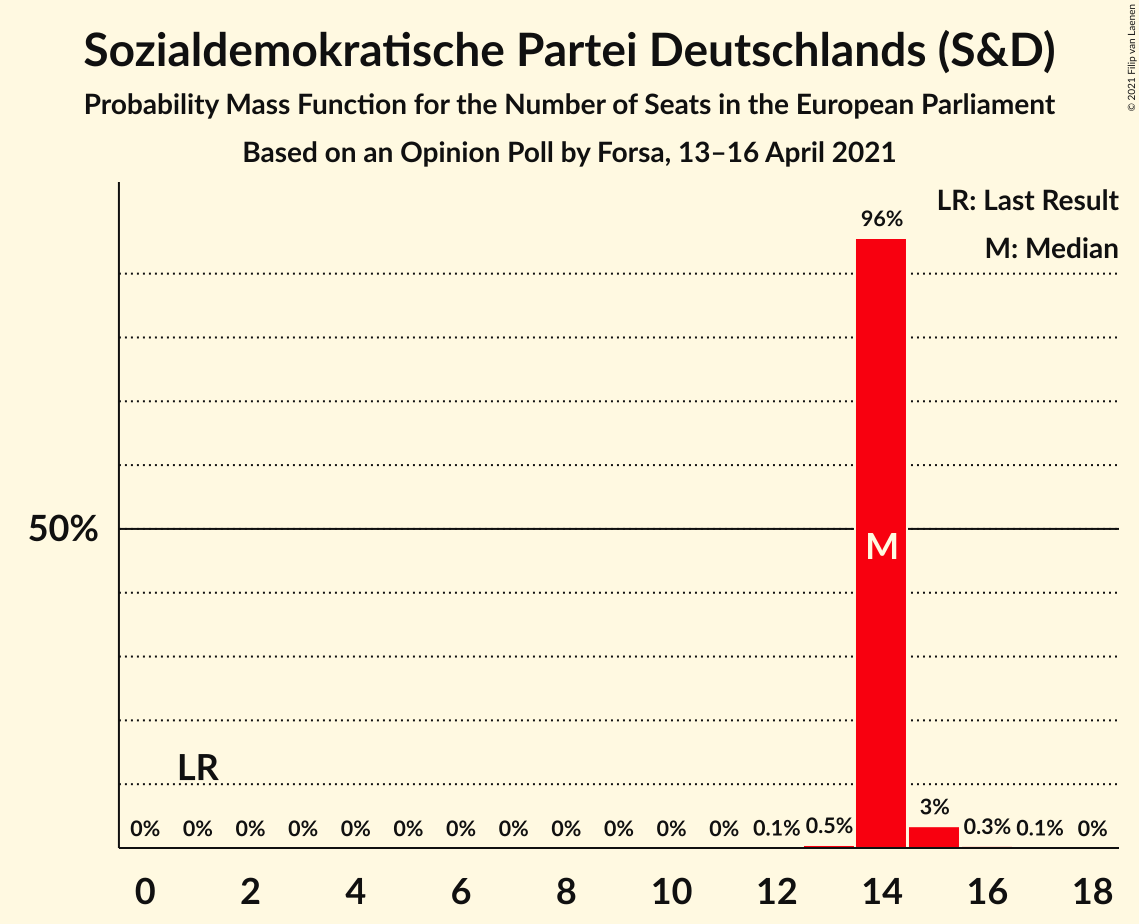 Sozialdemokratische Partei Deutschlands (S&D)
Probability Mass Function for the Number of Seats in the European Parliament
Based on an Opinion Poll by Forsa, 13–16 April 2021
© 2021 Filip van Laenen
LR: Last Result
M: Median
96%
50%
M
LR
0% 0% 0% 0% 0% 0% 0% 0% 0% 0% 0% 0% 0.1% 0.5% 3% 0.3% 0.1% 0%
0 2 4 6 8 10 12 14 16 18